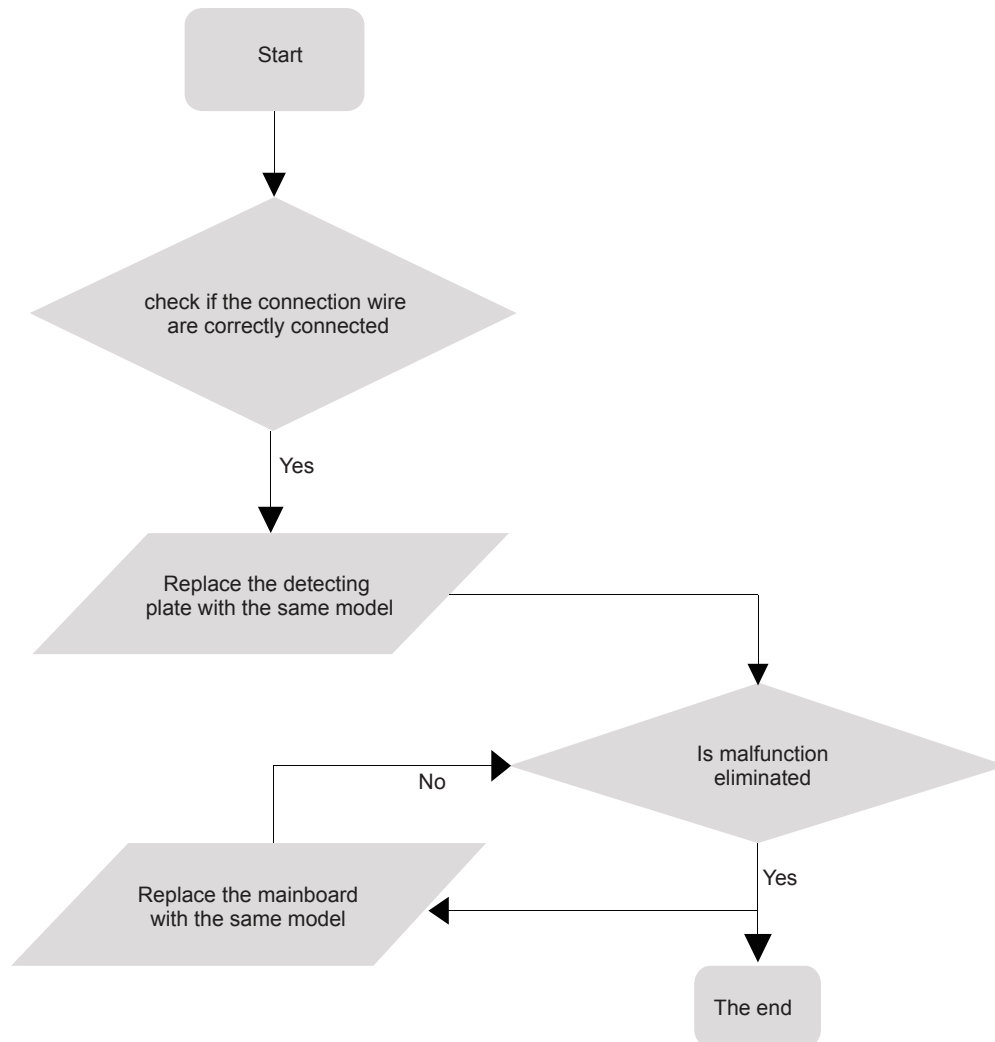 Start
check if the connection wire
are correctly connected
Yes
Replace the detecting
plate with the same model
Is malfunction
eliminated
No
Yes
Replace the mainboard
with the same model
The end